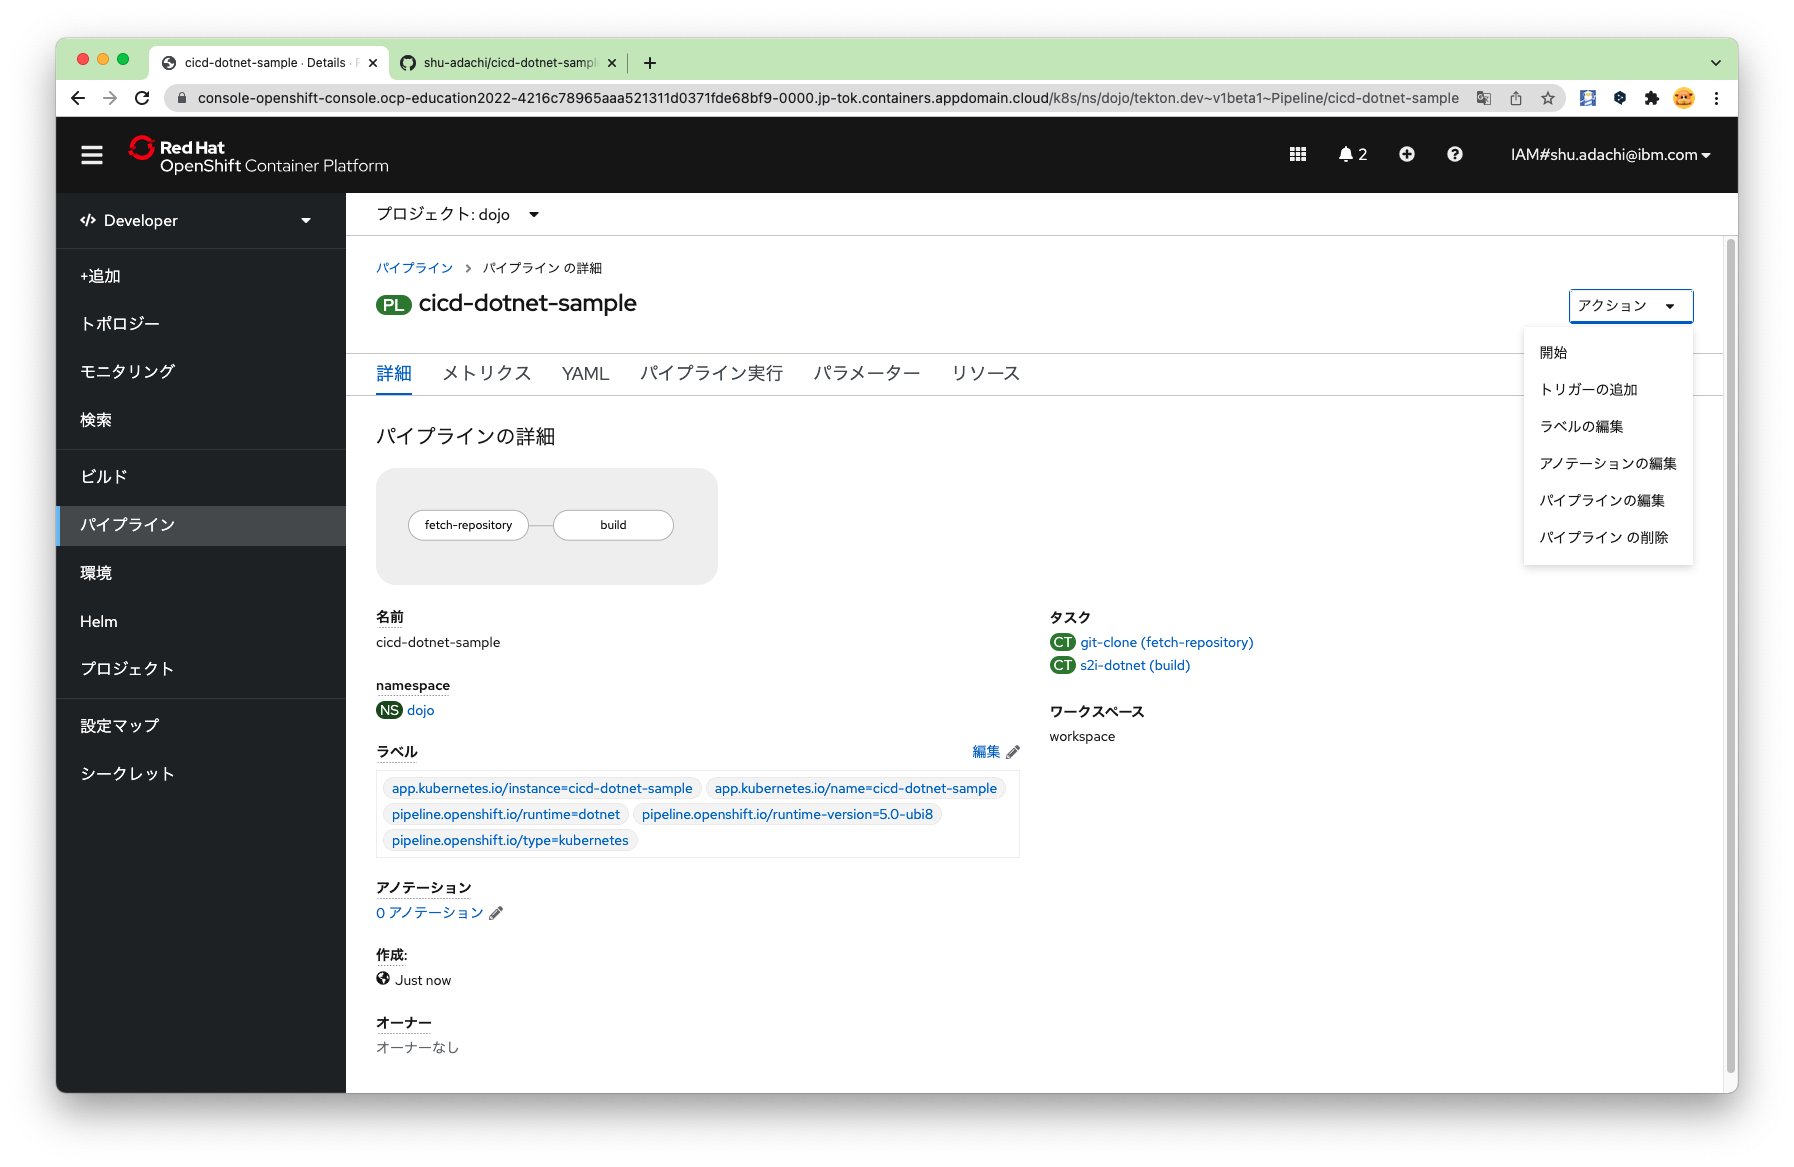 cicd-dotnet-sample · Details ·
shu-adachi/cicd-dotnet-sampl
console-openshift-console.ocp-education2022-4216c78965aaa521311d0371fde68bf9-0000.jp-tok.containers.appdomain.cloud/k8s/ns/dojo/tekton.dev~v1beta1~Pipeline/cicd-dotnet-sample
Red Hat
OpenShift Container Platform
2
IAM#shu.adachi@ibm.com
Developer
+追加
トポロジー
モニタリング
検索
ビルド
パイプライン
環境
Helm
プロジェクト
設定マップ
シークレット
プロジェクト: dojo
パイプライン > パイプライン の詳細
PL cicd-dotnet-sample
アクション
開始
トリガーの追加
ラベルの編集
アノテーションの編集
パイプラインの編集
パイプライン の削除
詳細 メトリクス YAML パイプライン実行 パラメーター リソース
パイプラインの詳細
fetch-repository build
名前
cicd-dotnet-sample
namespace
NS dojo
ラベル 編集
app.kubernetes.io/instance=cicd-dotnet-sample app.kubernetes.io/name=cicd-dotnet-sample
pipeline.openshift.io/runtime=dotnet pipeline.openshift.io/runtime-version=5.0-ubi8
pipeline.openshift.io/type=kubernetes
アノテーション
0 アノテーション
作成:
Just now
オーナー
オーナーなし
タスク
CT git-clone (fetch-repository)
CT s2i-dotnet (build)
ワークスペース
workspace